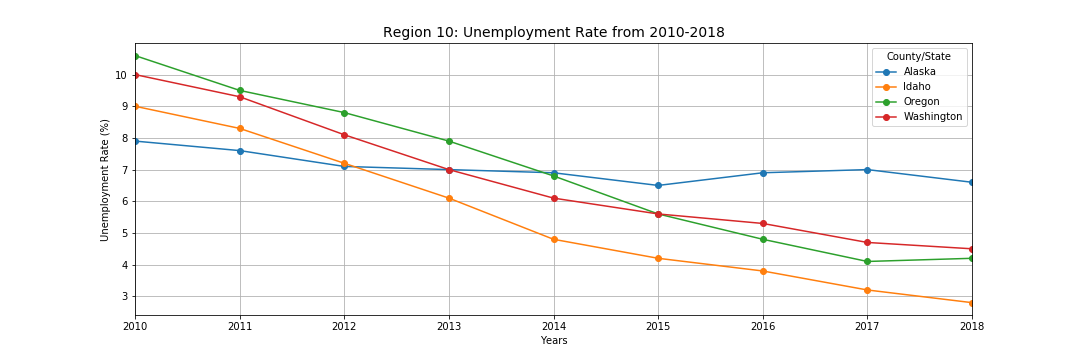 Region 10: Unemployment Rate from 2010-2018
County/State
Alaska
Idaho
Oregon
Washington
Unemployment Rate (%)
10
9
8
7
6
5
4
3
2010 2011 2012 2013 2014 2015 2016 2017 2018
Years